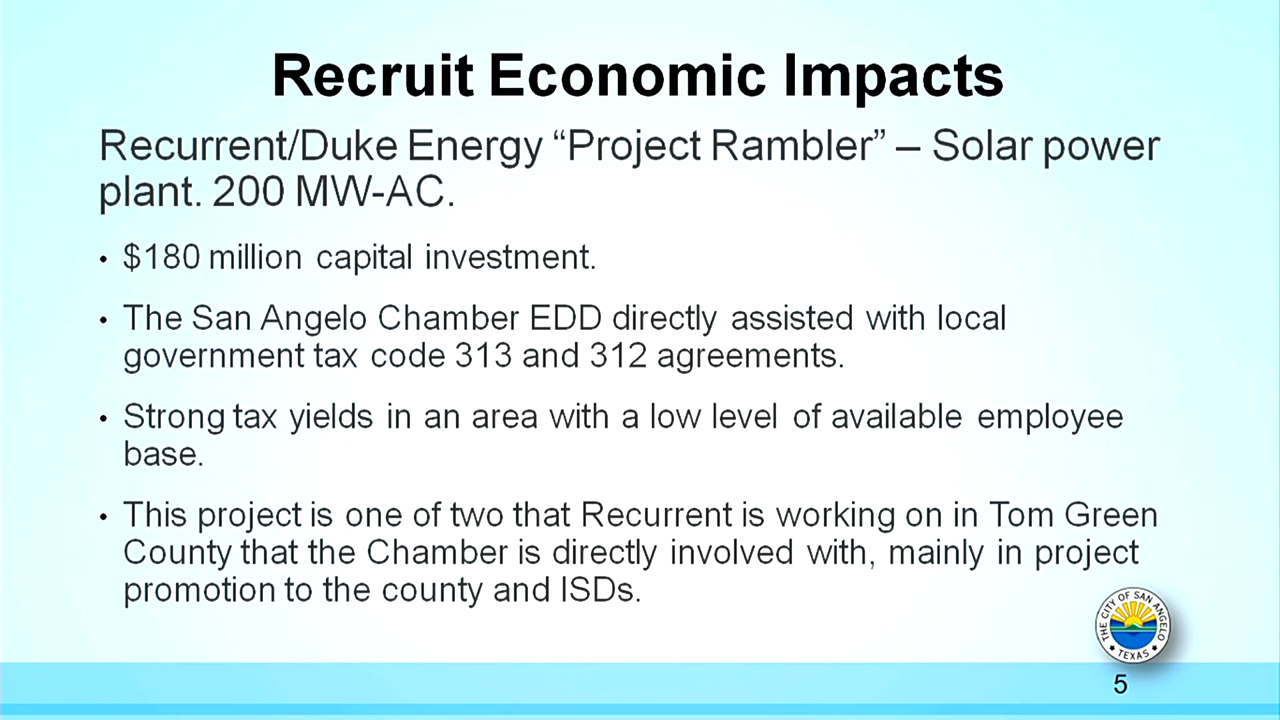 Recruit Economic Impacts
Recurrent/Duke Energy “Project Rambler” – Solar power
plant. 200 MW-AC.
• $180 million capital investment.
• The San Angelo Chamber EDD directly assisted with local
government tax code 313 and 312 agreements.
• Strong tax yields in an area with a low level of available employee
base.
• This project is one of two that Recurrent is working on in Tom Green
County that the Chamber is directly involved with, mainly in project
promotion to the county and ISDs.
THE CITY OF SAN ANGELO
TEXAS
5